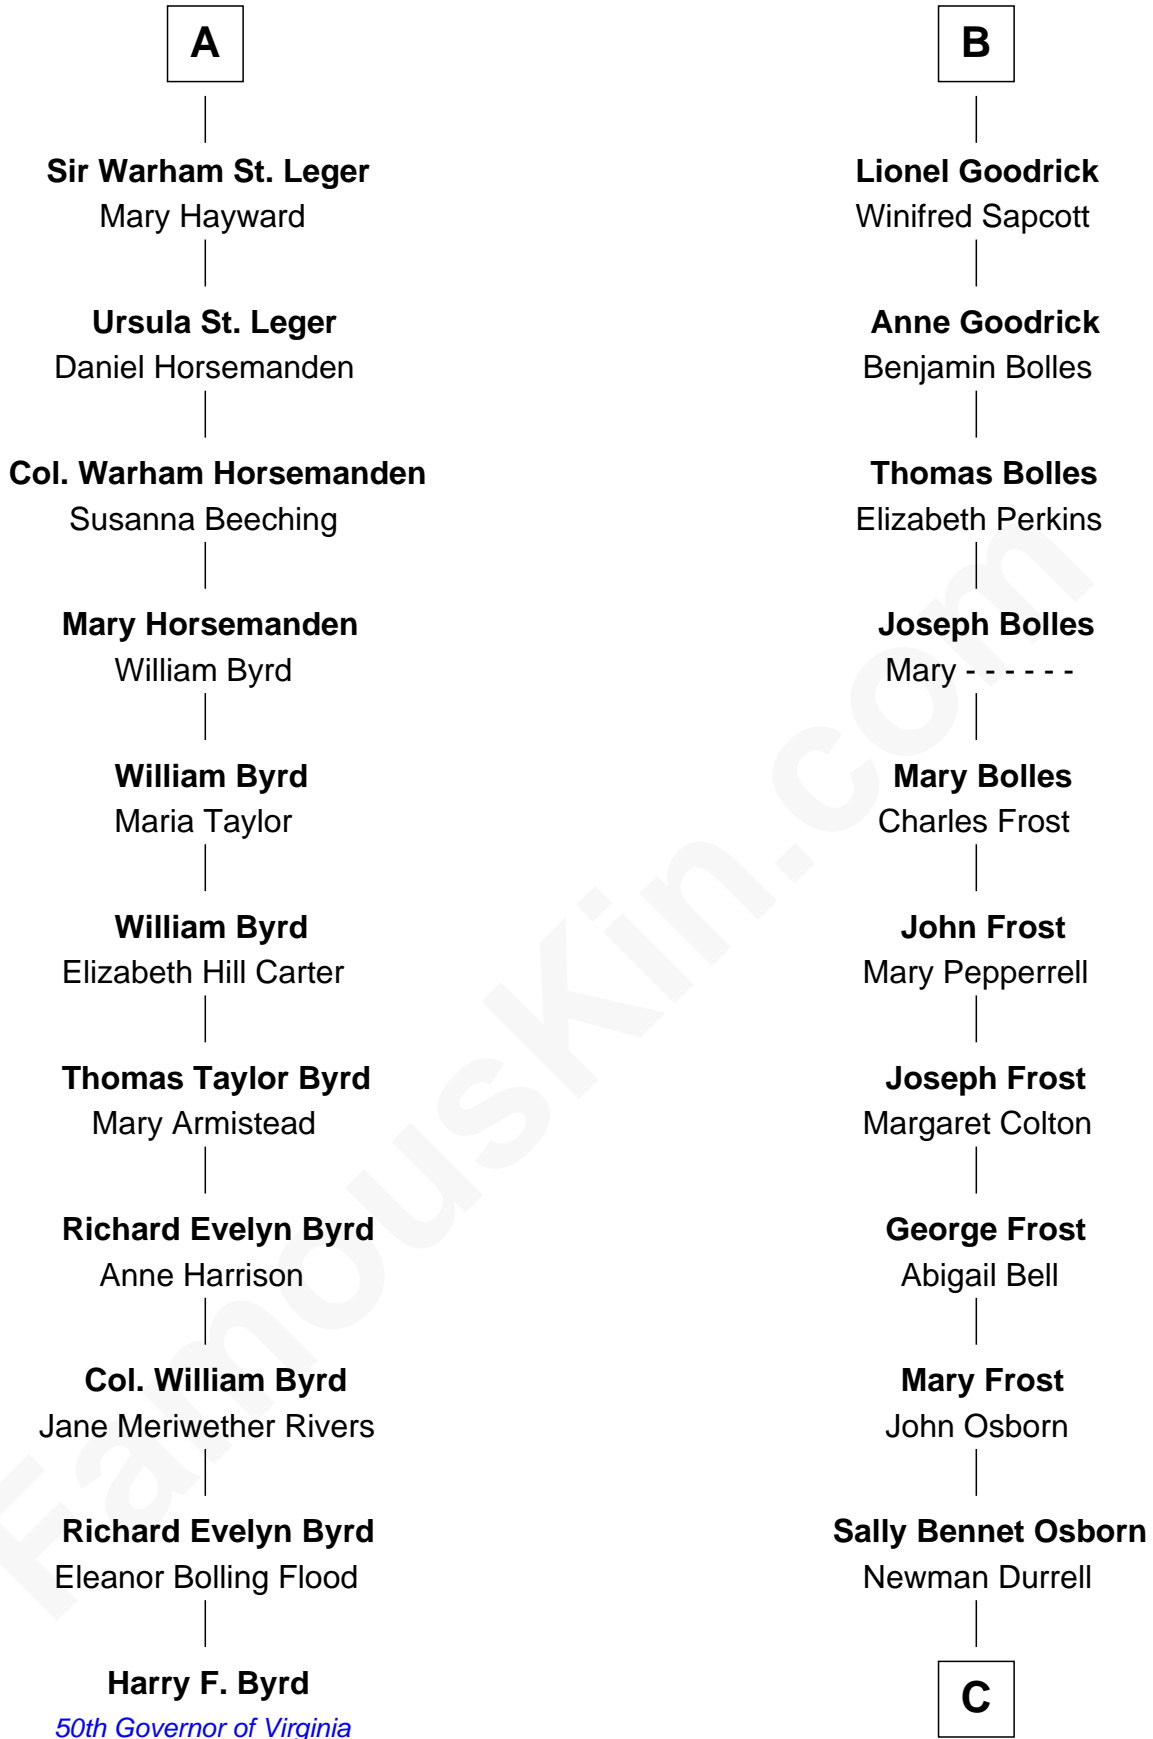 A
Sir Warham St. Leger
Mary Hayward
Ursula St. Leger
Daniel Horsemanden
Col. Warham Horsemanden
Susanna Beeching
Mary Horsemanden
William Byrd
William Byrd
Maria Taylor
William Byrd
Elizabeth Hill Carter
Thomas Taylor Byrd
Mary Armistead
Richard Evelyn Byrd
Anne Harrison
Col. William Byrd
Jane Meriwether Rivers
Richard Evelyn Byrd
Eleanor Bolling Flood
Harry F. Byrd
50th Governor of Virginia
B
Lionel Goodrick
Winifred Sapcott
Anne Goodrick
Benjamin Bolles
Thomas Bolles
Elizabeth Perkins
Joseph Bolles
Mary - - - - - -
Mary Bolles
Charles Frost
John Frost
Mary Pepperrell
Joseph Frost
Margaret Colton
George Frost
Abigail Bell
Mary Frost
John Osborn
Sally Bennet Osborn
Newman Durrell
C
FamousKin.com